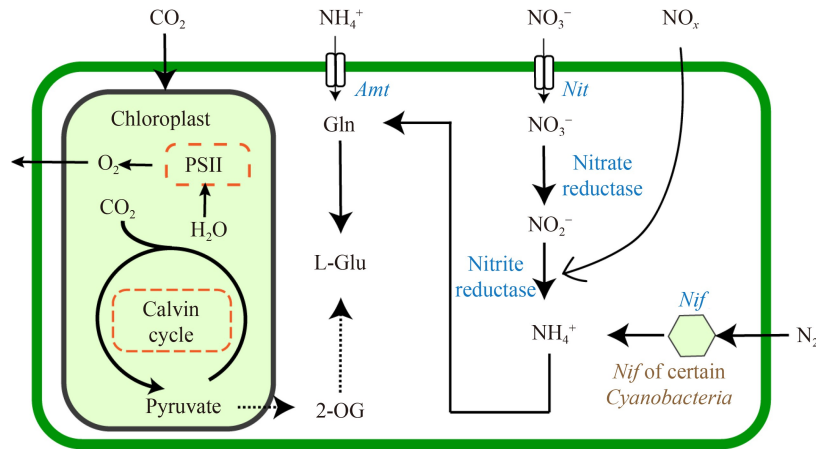 CO₂
NH₄⁺
NO₃⁻
NOₓ
Amt
Nit
Chloroplast
Gln
NO₃⁻
O₂
PSII
Nitrate
reductase
CO₂
H₂O
NO₂⁻
L-Glu
Nitrite
reductase
Calvin
cycle
Nif
NH₄⁺
N₂
Nif of certain
Cyanobacteria
Pyruvate
2-OG